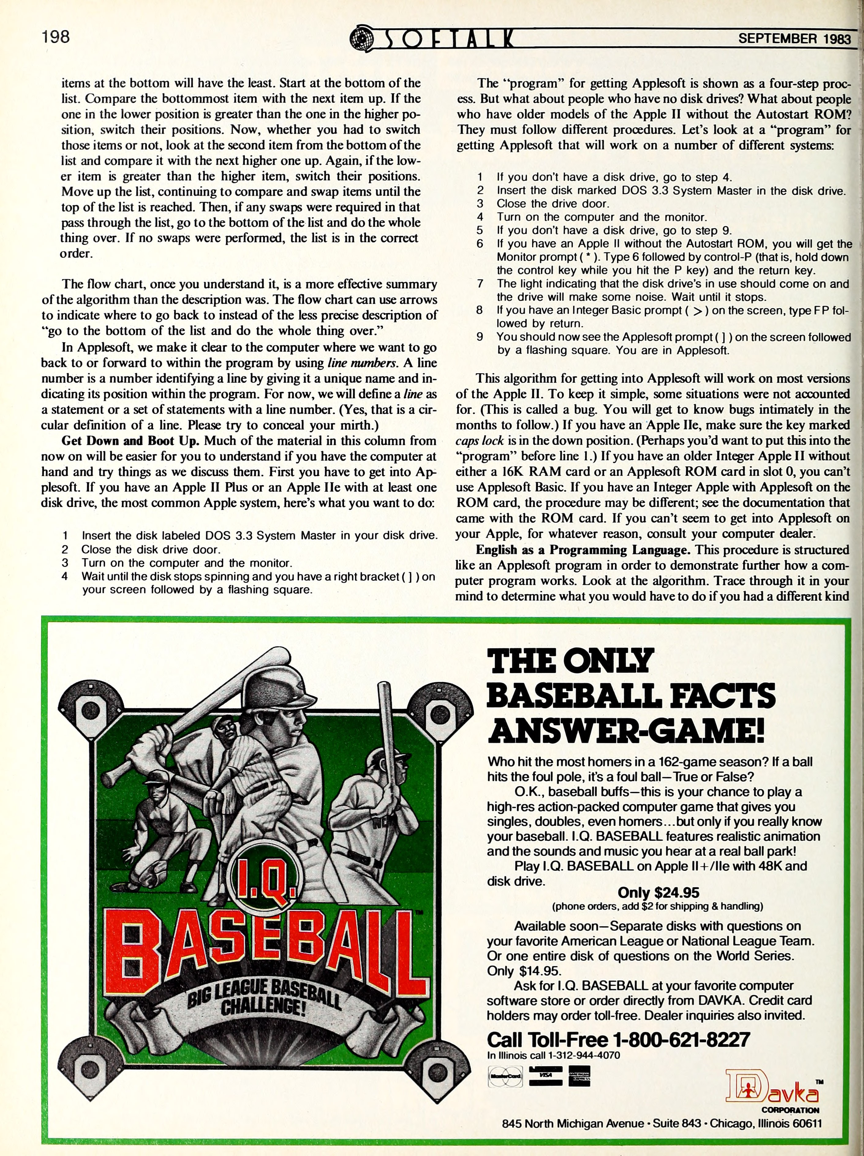 198
SOFTALK
SEPTEMBER 1983
items at the bottom will have the least. Start at the bottom of the
list. Compare the bottommost item with the next item up. If the
one in the lower position is greater than the one in the higher po-
sition, switch their positions. Now, whether you had to switch
those items or not, look at the second item from the bottom of the
list and compare it with the next higher one up. Again, if the low-
er item is greater than the higher item, switch their positions.
Move up the list, continuing to compare and swap items until the
top of the list is reached. Then, if any swaps were required in that
pass through the list, go to the bottom of the list and do the whole
thing over. If no swaps were performed, the list is in the correct
order.
The flow chart, once you understand it, is a more effective summary
of the algorithm than the description was. The flow chart can use arrows
to indicate where to go back to instead of the less precise description of
“go to the bottom of the list and do the whole thing over.”
In Applesoft, we make it clear to the computer where we want to go
back to or forward to within the program by using line numbers. A line
number is a number identifying a line by giving it a unique name and in-
dicating its position within the program. For now, we will define a line as
a statement or a set of statements with a line number. (Yes, that is a cir-
cular definition of a line. Please try to conceal your mirth.)
Get Down and Boot Up. Much of the material in this column from
now on will be easier for you to understand if you have the computer at
hand and try things as we discuss them. First you have to get into Ap-
plesoft. If you have an Apple II Plus or an Apple IIe with at least one
disk drive, the most common Apple system, here's what you want to do:
1 Insert the disk labeled DOS 3.3 System Master in your disk drive.
2 Close the disk drive door.
3 Turn on the computer and the monitor.
4 Wait until the disk stops spinning and you have a right bracket ( ] ) on
your screen followed by a flashing square.
The “program” for getting Applesoft is shown as a four-step proc-
ess. But what about people who have no disk drives? What about people
who have older models of the Apple II without the Autostart ROM?
They must follow different procedures. Let's look at a “program” for
getting Applesoft that will work on a number of different systems:
1 If you don't have a disk drive, go to step 4.
2 Insert the disk marked DOS 3.3 System Master in the disk drive.
3 Close the drive door.
4 Turn on the computer and the monitor.
5 If you don't have a disk drive, go to step 9.
6 If you have an Apple II without the Autostart ROM, you will get the
Monitor prompt ( * ). Type 6 followed by control-P (that is, hold down
the control key while you hit the P key) and the return key.
7 The light indicating that the disk drive's in use should come on and
the drive will make some noise. Wait until it stops.
8 If you have an Integer Basic prompt ( > ) on the screen, type FP fol-
lowed by return.
9 You should now see the Applesoft prompt ( ] ) on the screen followed
by a flashing square. You are in Applesoft.
This algorithm for getting into Applesoft will work on most versions
of the Apple II. To keep it simple, some situations were not accounted
for. (This is called a bug. You will get to know bugs intimately in the
months to follow.) If you have an Apple IIe, make sure the key marked
caps lock is in the down position. (Perhaps you'd want to put this into the
“program” before line 1.) If you have an older Integer Apple II without
either a 16K RAM card or an Applesoft ROM card in slot 0, you can't
use Applesoft Basic. If you have an Integer Apple with Applesoft on the
ROM card, the procedure may be different; see the documentation that
came with the ROM card. If you can't seem to get into Applesoft on
your Apple, for whatever reason, consult your computer dealer.
English as a Programming Language. This procedure is structured
like an Applesoft program in order to demonstrate further how a com-
puter program works. Look at the algorithm. Trace through it in your
mind to determine what you would have to do if you had a different kind
I.Q.
BASEBALL™
BIG LEAGUE BASEBALL
CHALLENGE!
THE ONLY
BASEBALL FACTS
ANSWER-GAME!
Who hit the most homers in a 162-game season? If a ball
hits the foul pole, it's a foul ball—True or False?
O.K., baseball buffs—this is your chance to play a
high-res action-packed computer game that gives you
singles, doubles, even homers...but only if you really know
your baseball. I.Q. BASEBALL features realistic animation
and the sounds and music you hear at a real ball park!
Play I.Q. BASEBALL on Apple II+/IIe with 48K and
disk drive.
Only $24.95
(phone orders, add $2 for shipping & handling)
Available soon—Separate disks with questions on
your favorite American League or National League Team.
Or one entire disk of questions on the World Series.
Only $14.95.
Ask for I.Q. BASEBALL at your favorite computer
software store or order directly from DAVKA. Credit card
holders may order toll-free. Dealer inquiries also invited.
Call Toll-Free 1-800-621-8227
In Illinois call 1-312-944-4070
MasterCard
VISA
Davka™
CORPORATION
845 North Michigan Avenue • Suite 843 • Chicago, Illinois 60611